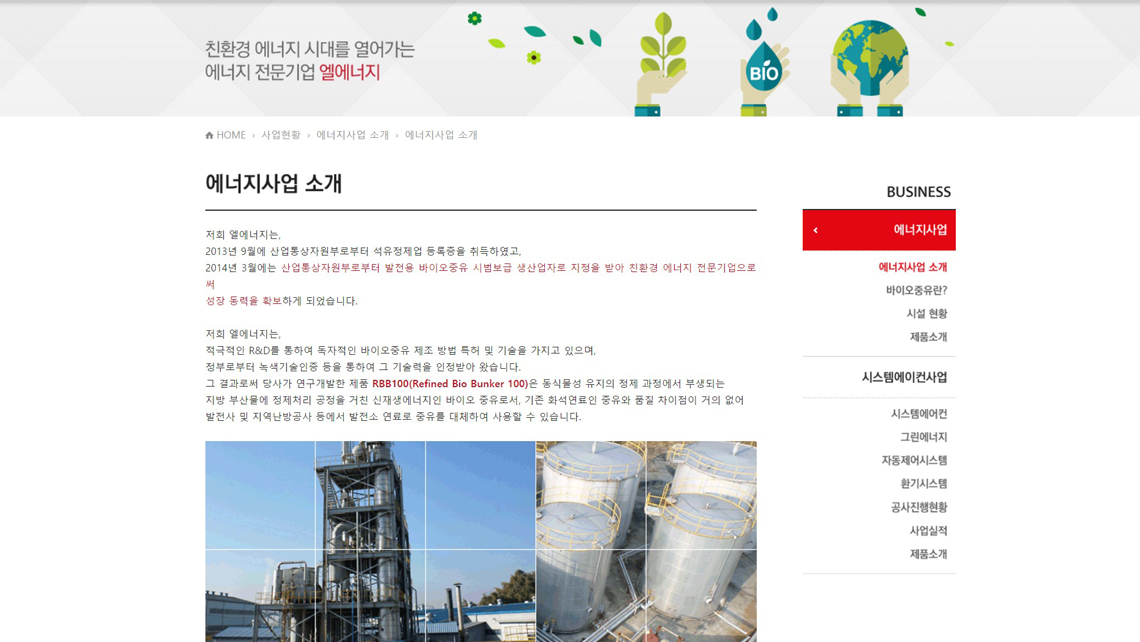 친환경 에너지 시대를 열어가는
에너지 전문기업 엘에너지
BIO
HOME › 사업현황 › 에너지사업 소개 › 에너지사업 소개
에너지사업 소개
저희 엘에너지는,
2013년 9월에 산업통상자원부로부터 석유정제업 등록증을 취득하였고,
2014년 3월에는 산업통상자원부로부터 발전용 바이오중유 시범보급 생산업자로 지정을 받아 친환경 에너지 전문기업으로
써
성장 동력을 확보하게 되었습니다.
저희 엘에너지는,
적극적인 R&D를 통하여 독자적인 바이오중유 제조 방법 특허 및 기술을 가지고 있으며,
정부로부터 녹색기술인증 등을 통하여 그 기술력을 인정받아 왔습니다.
그 결과로써 당사가 연구개발한 제품 RBB100(Refined Bio Bunker 100)은 동식물성 유지의 정제 과정에서 부생되는
지방 부산물에 정제처리 공정을 거친 신재생에너지인 바이오 중유로서, 기존 화석연료인 중유와 품질 차이점이 거의 없어
발전사 및 지역난방공사 등에서 발전소 연료로 중유를 대체하여 사용할 수 있습니다.
BUSINESS
에너지사업
에너지사업 소개
바이오중유란?
시설 현황
제품소개
시스템에이컨사업
시스템에어컨
그린에너지
자동제어시스템
환기시스템
공사진행현황
사업실적
제품소개